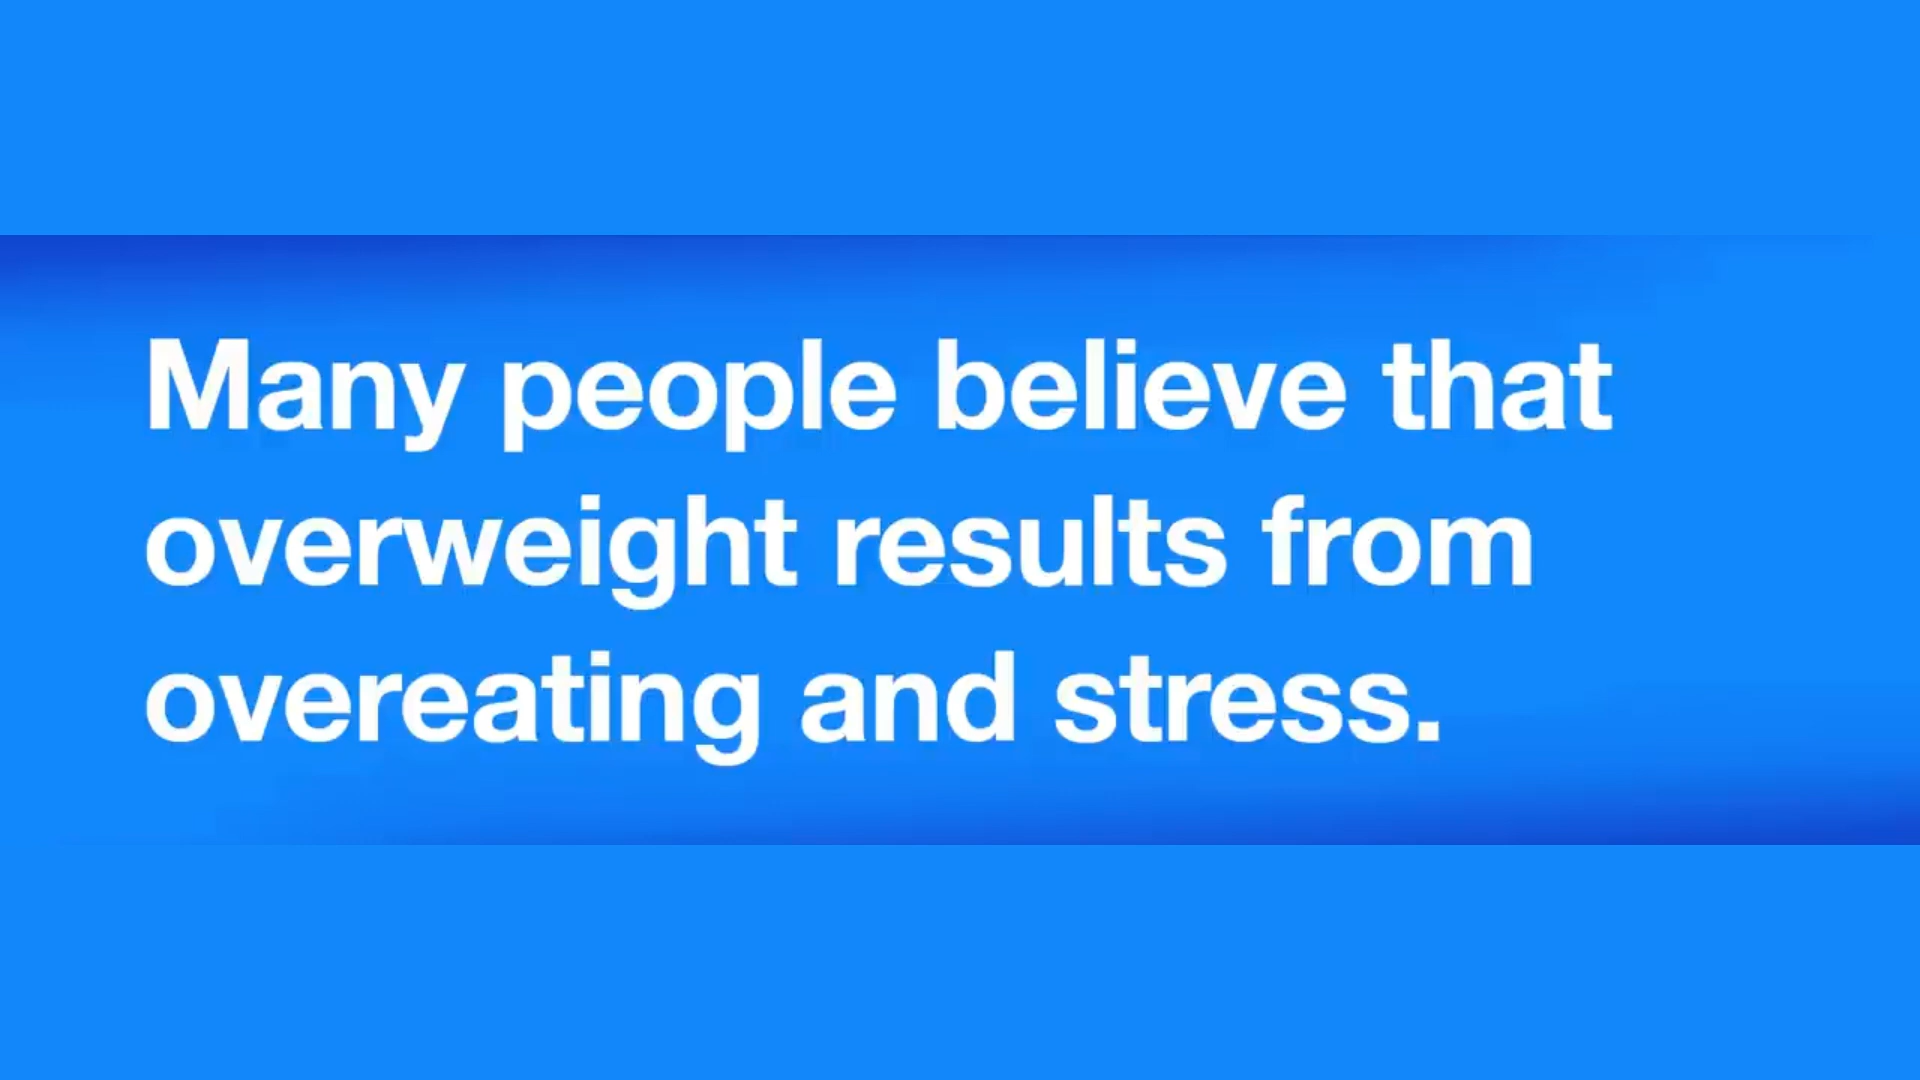 Many people believe that
overweight results from
overeating and stress.